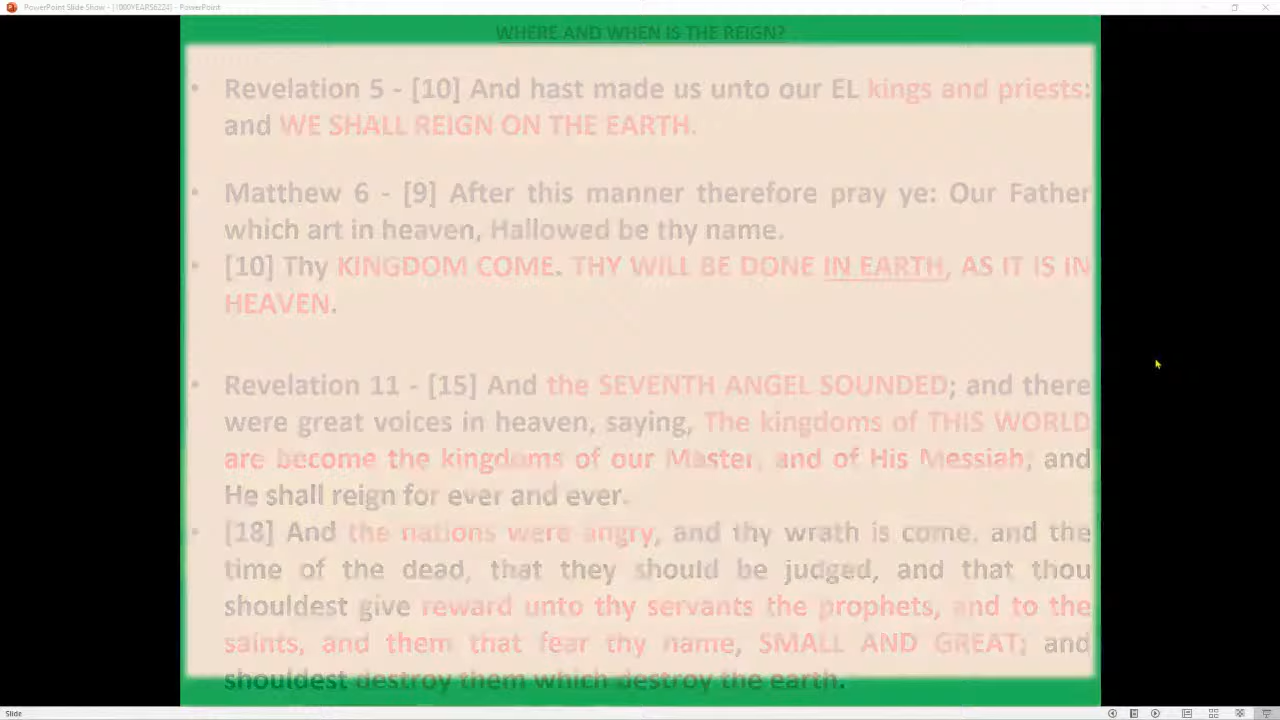 PowerPoint Slide Show - [1000YEARS6224] - PowerPoint
WHERE AND WHEN IS THE REIGN?
• Revelation 5 - [10] And hast made us unto our EL kings and priests:
and WE SHALL REIGN ON THE EARTH.
• Matthew 6 - [9] After this manner therefore pray ye: Our Father
which art in heaven, Hallowed be thy name.
• [10] Thy KINGDOM COME. THY WILL BE DONE IN EARTH, AS IT IS IN
HEAVEN.
• Revelation 11 - [15] And the SEVENTH ANGEL SOUNDED; and there
were great voices in heaven, saying, The kingdoms of THIS WORLD
are become the kingdoms of our Master, and of His Messiah; and
He shall reign for ever and ever.
• [18] And the nations were angry, and thy wrath is come, and the
time of the dead, that they should be judged, and that thou
shouldest give reward unto thy servants the prophets, and to the
saints, and them that fear thy name, SMALL AND GREAT; and
shouldest destroy them which destroy the earth.
Slide